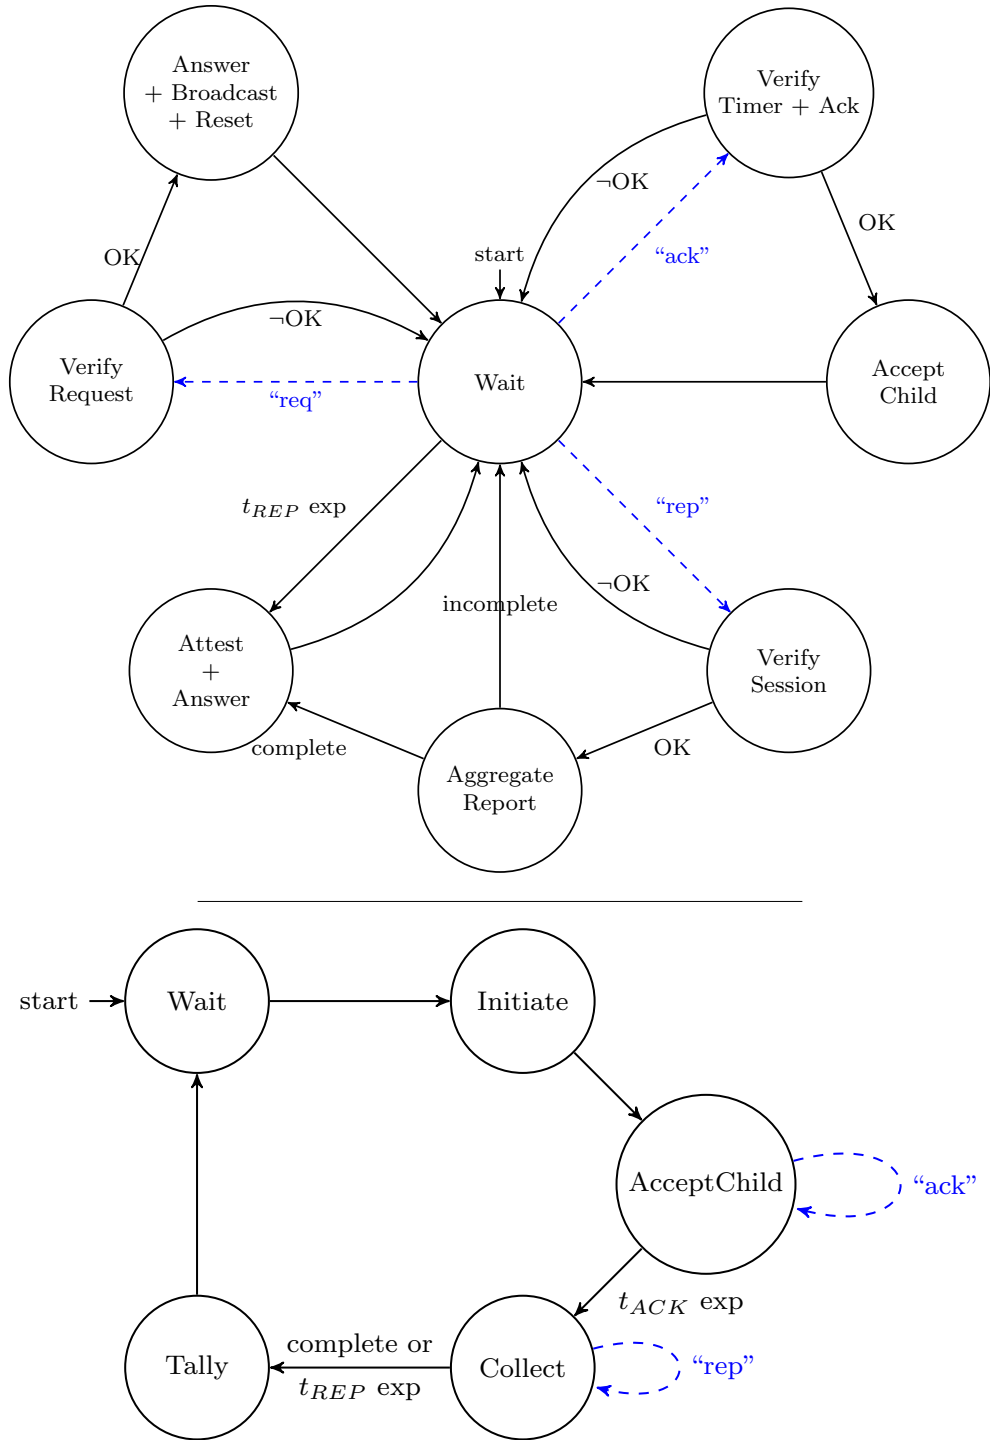 Answer
+ Broadcast
+ Reset
Verify
Timer + Ack
¬OK
OK
OK
start
“ack”
¬OK
Verify
Request
“req”
Wait
Accept
Child
t_REP exp
“rep”
¬OK
incomplete
Attest
+
Answer
Verify
Session
complete
OK
Aggregate
Report
start
Wait
Initiate
AcceptChild
“ack”
t_ACK exp
complete or
t_REP exp
Tally
Collect
“rep”